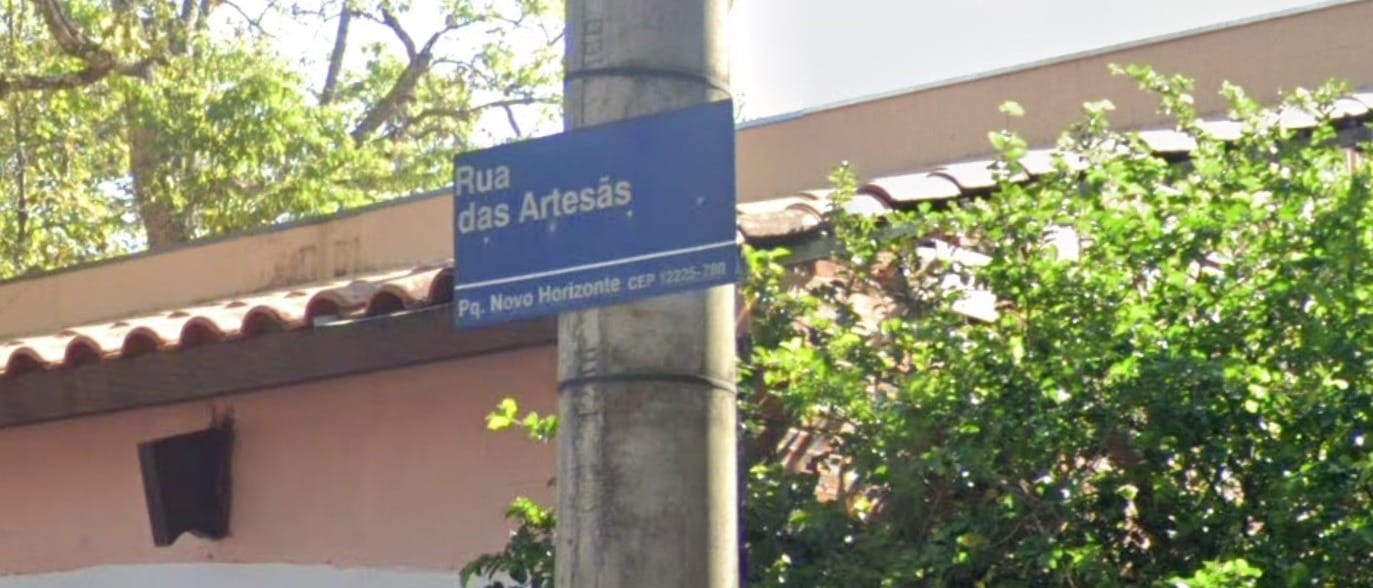 Rua
das Artesãs
Pq. Novo Horizonte CEP 12225-780